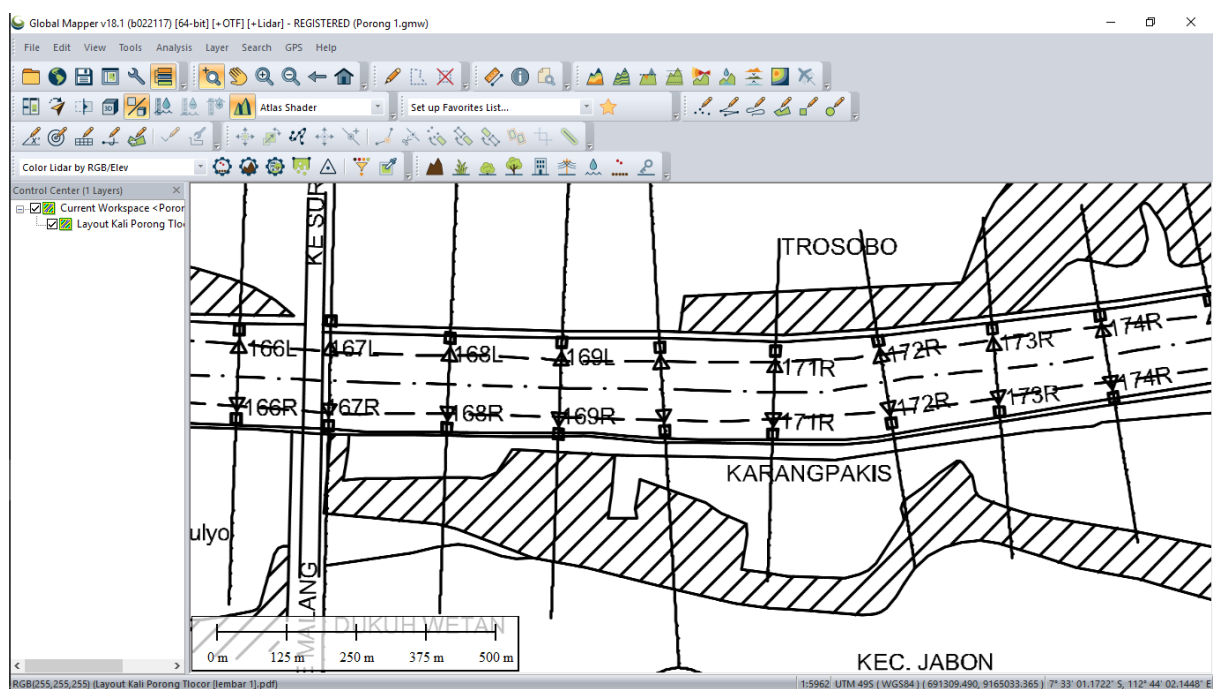 Global Mapper v18.1 (b022117) [64-bit] [+OTF] [+Lidar] - REGISTERED (Porong 1.gmw)
File Edit View Tools Analysis Layer Search GPS Help
Atlas Shader
Set up Favorites List...
Color Lidar by RGB/Elev
Control Center (1 Layers)
Current Workspace <Poror
Layout Kali Porong Tlo
KE SUR
TROSOBO
166L
167L
168L
169L
171R
172R
173R
174R
166R
67R
168R
169R
171R
172R
173R
174R
KARANGPAKIS
ulyo
E MALANG
DUKUH WETAN
0 m 125 m 250 m 375 m 500 m
KEC. JABON
RGB(255,255,255) (Layout Kali Porong Tlocor [lembar 1].pdf)
1:5962 UTM 49S ( WGS84 ) ( 691309.490, 9165033.365 ) 7° 33' 01.1722" S, 112° 44' 02.1448" E